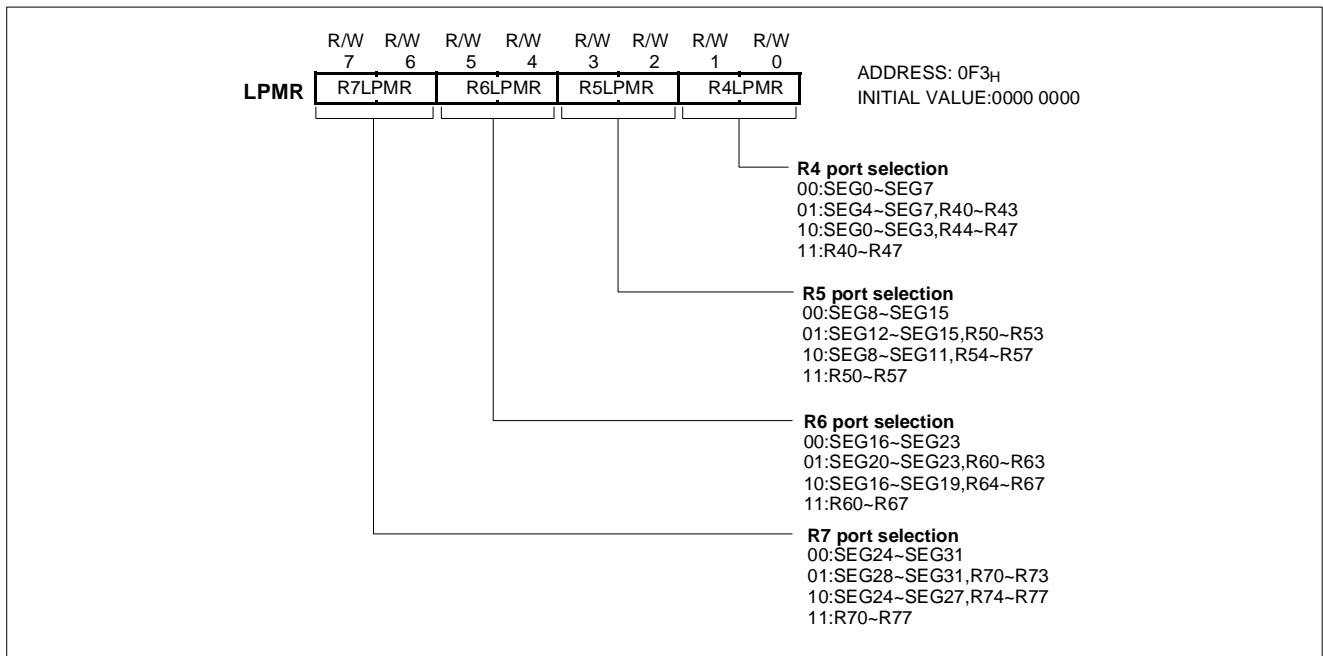 R/W R/W R/W R/W R/W R/W R/W R/W
7 6 5 4 3 2 1 0
LPMR R7LPMR R6LPMR R5LPMR R4LPMR
ADDRESS: 0F3H
INITIAL VALUE:0000 0000
R4 port selection
00:SEG0~SEG7
01:SEG4~SEG7,R40~R43
10:SEG0~SEG3,R44~R47
11:R40~R47
R5 port selection
00:SEG8~SEG15
01:SEG12~SEG15,R50~R53
10:SEG8~SEG11,R54~R57
11:R50~R57
R6 port selection
00:SEG16~SEG23
01:SEG20~SEG23,R60~R63
10:SEG16~SEG19,R64~R67
11:R60~R67
R7 port selection
00:SEG24~SEG31
01:SEG28~SEG31,R70~R73
10:SEG24~SEG27,R74~R77
11:R70~R77